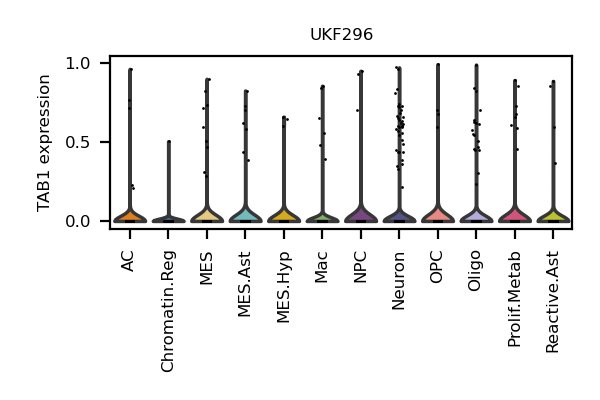 UKF296
TAB1 expression
1.0
0.5
0.0
AC
Chromatin.Reg
MES
MES.Ast
MES.Hyp
Mac
NPC
Neuron
OPC
Oligo
Prolif.Metab
Reactive.Ast